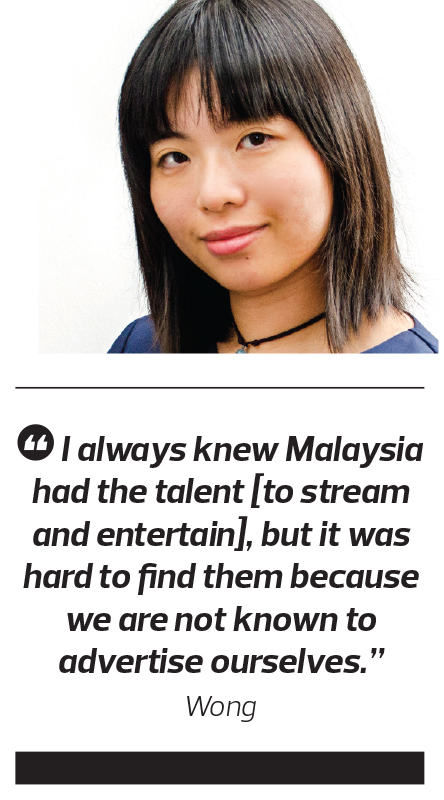 “ I always knew Malaysia
had the talent [to stream
and entertain], but it was
hard to find them because
we are not known to
advertise ourselves.”
Wong